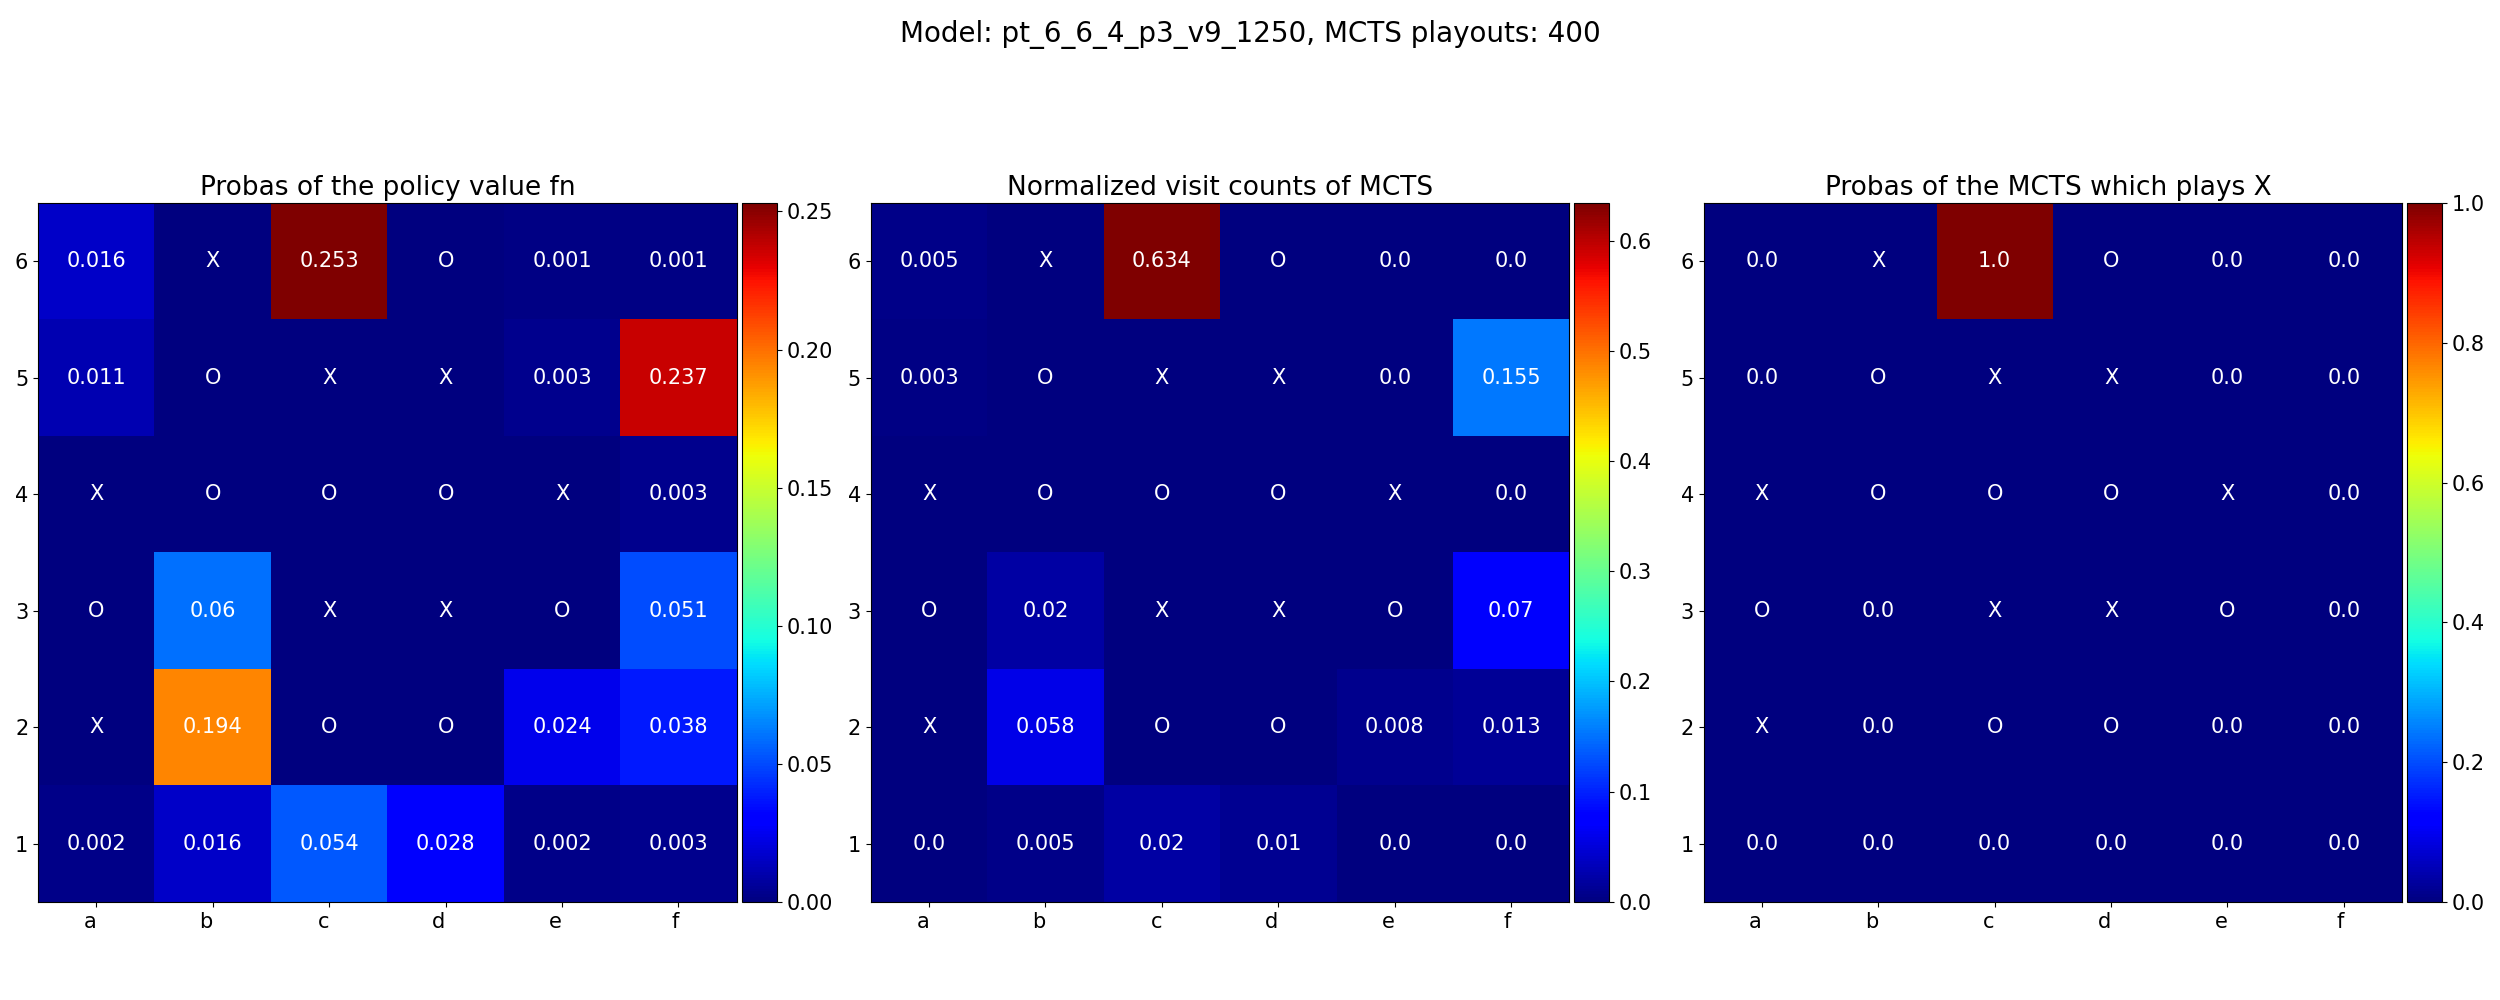 Model: pt_6_6_4_p3_v9_1250, MCTS playouts: 400
Probas of the policy value fn
6 0.016 X 0.253 O 0.001 0.001
5 0.011 O X X 0.003 0.237
4 X O O O X 0.003
3 O 0.06 X X O 0.051
2 X 0.194 O O 0.024 0.038
1 0.002 0.016 0.054 0.028 0.002 0.003
a b c d e f
0.25
0.20
0.15
0.10
0.05
0.00
Normalized visit counts of MCTS
6 0.005 X 0.634 O 0.0 0.0
5 0.003 O X X 0.0 0.155
4 X O O O X 0.0
3 O 0.02 X X O 0.07
2 X 0.058 O O 0.008 0.013
1 0.0 0.005 0.02 0.01 0.0 0.0
a b c d e f
0.6
0.5
0.4
0.3
0.2
0.1
0.0
Probas of the MCTS which plays X
6 0.0 X 1.0 O 0.0 0.0
5 0.0 O X X 0.0 0.0
4 X O O O X 0.0
3 O 0.0 X X O 0.0
2 X 0.0 O O 0.0 0.0
1 0.0 0.0 0.0 0.0 0.0 0.0
a b c d e f
1.0
0.8
0.6
0.4
0.2
0.0